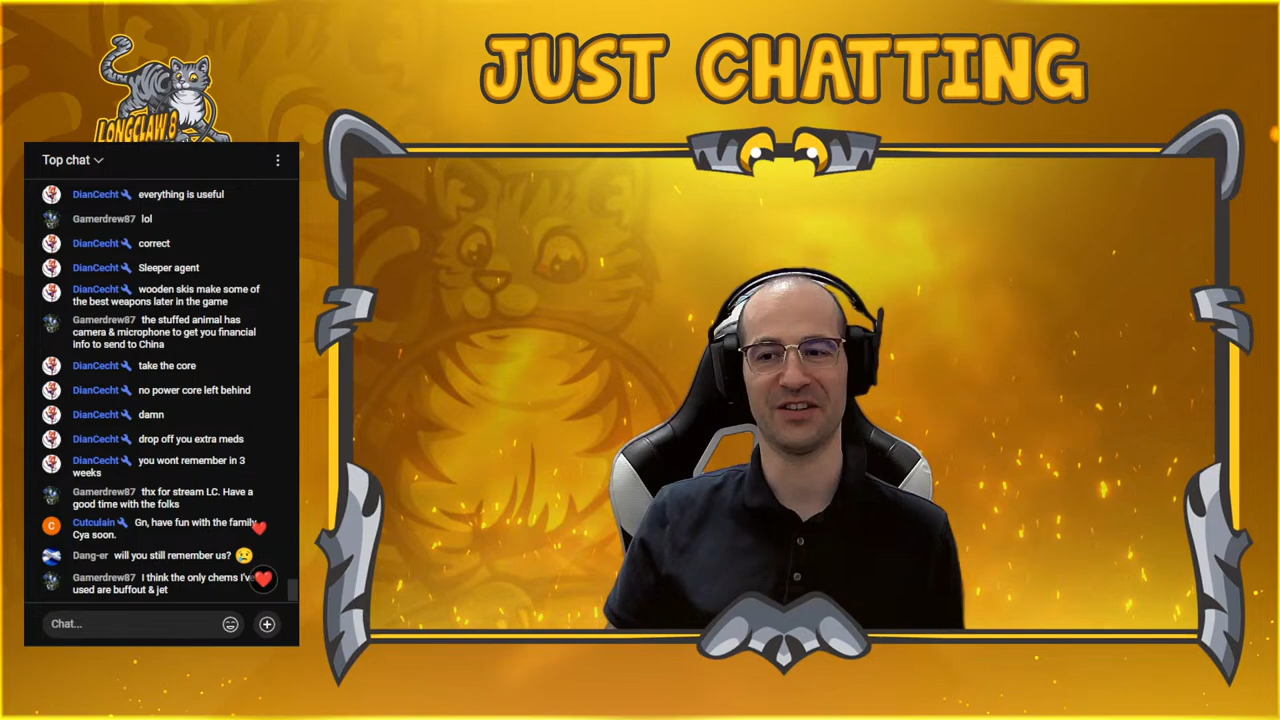 JUST CHATTING
LONGCLAW 8
Top chat
DianCecht everything is useful
Gamerdrew87 lol
DianCecht correct
DianCecht Sleeper agent
DianCecht wooden skis make some of
the best weapons later in the game
Gamerdrew87 the stuffed animal has
camera & microphone to get you financial
info to send to China
DianCecht take the core
DianCecht no power core left behind
DianCecht damn
DianCecht drop off you extra meds
DianCecht you wont remember in 3
weeks
Gamerdrew87 thx for stream LC. Have a
good time with the folks
C
Cutculain Gn, have fun with the family,
Cya soon.
Dang-er will you still remember us? 😢
Gamerdrew87 I think the only chems
used are buffout & jet
Chat...